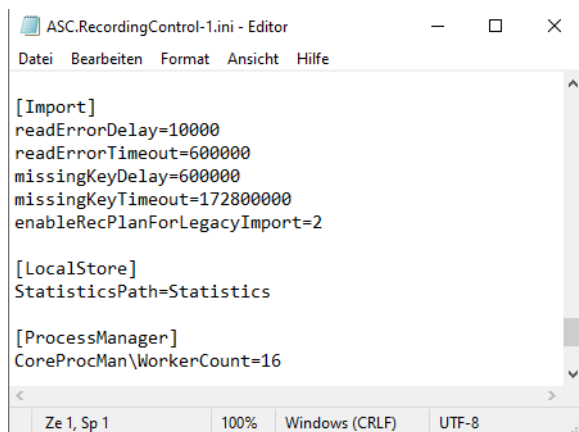 ASC.RecordingControl-1.ini - Editor
Datei Bearbeiten Format Ansicht Hilfe
[Import]
readErrorDelay=10000
readErrorTimeout=600000
missingKeyDelay=600000
missingKeyTimeout=172800000
enableRecPlanForLegacyImport=2
[LocalStore]
StatisticsPath=Statistics
[ProcessManager]
CoreProcMan\WorkerCount=16
Ze 1, Sp 1 100% Windows (CRLF) UTF-8